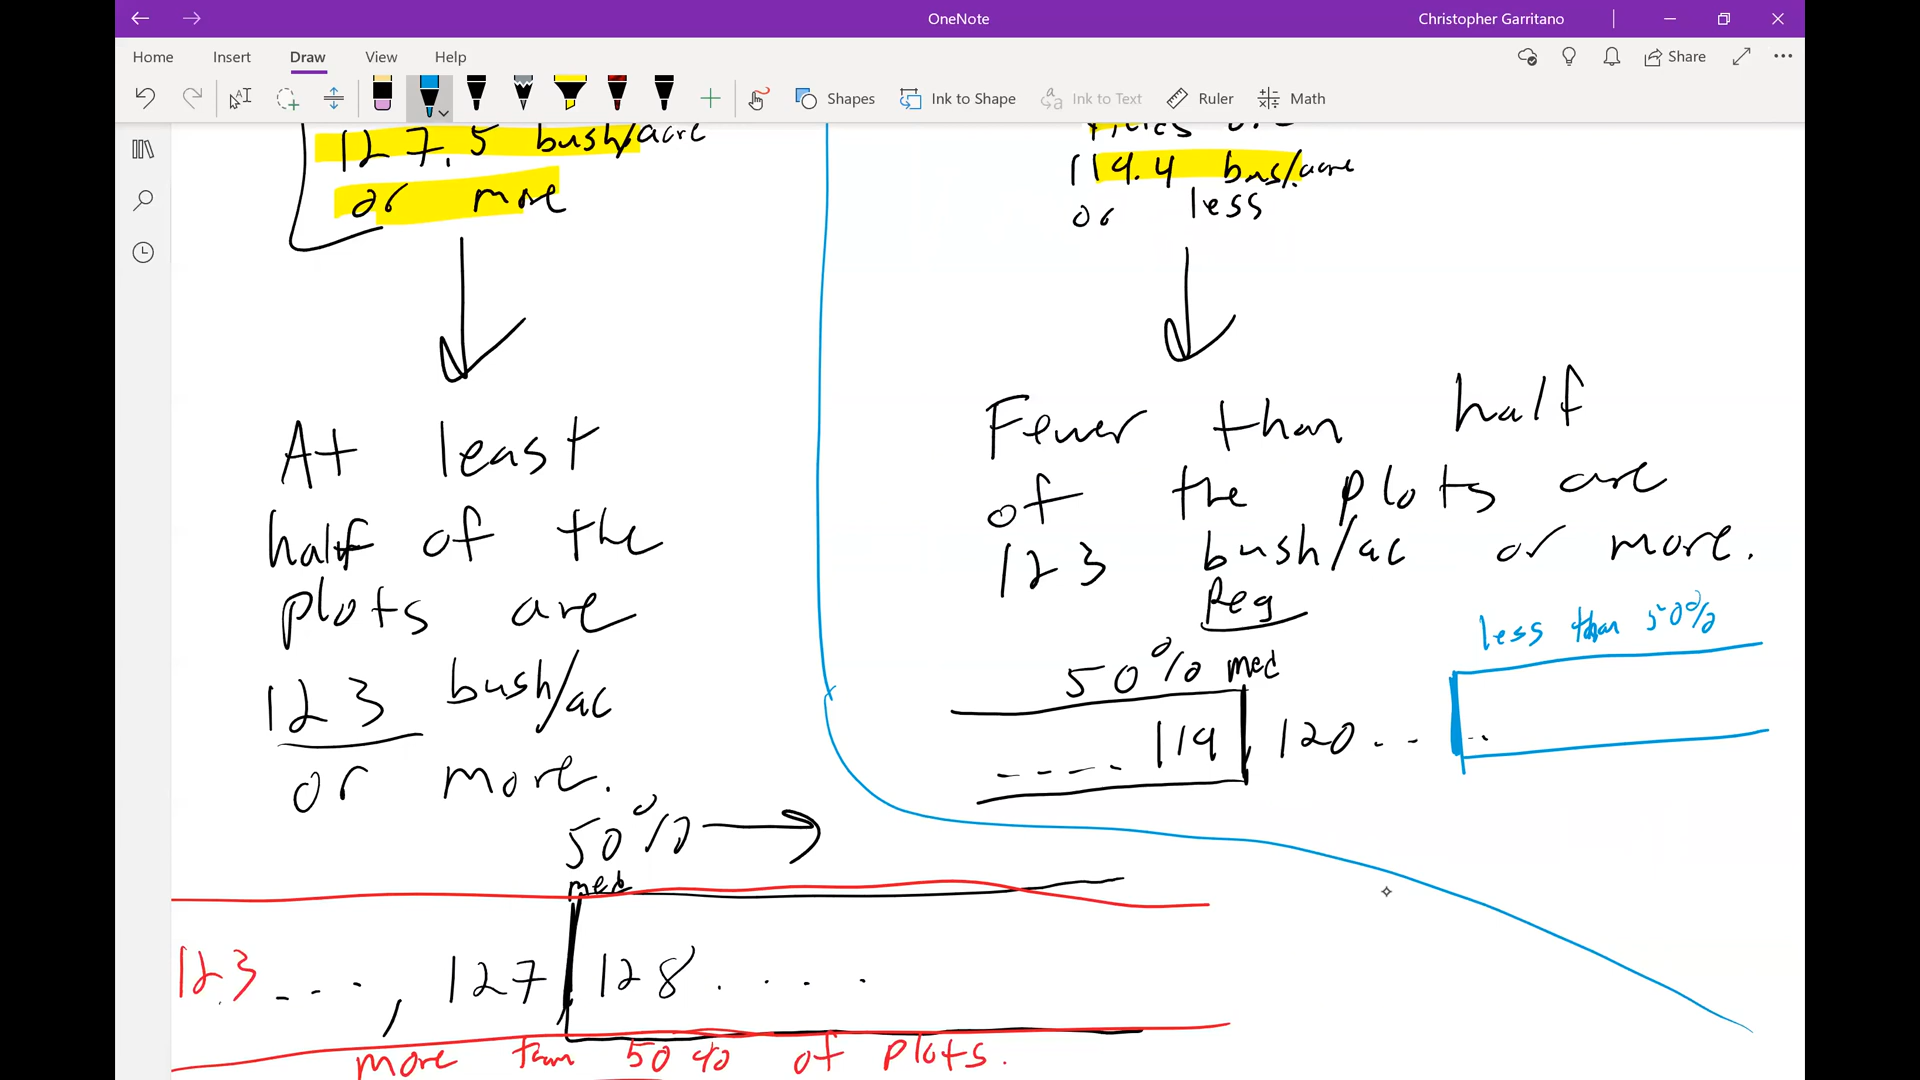 OneNote
Christopher Garritano
Home Insert Draw View Help
Share
Shapes Ink to Shape Ink to Text Ruler Math
127.5 bush/acre
or more
At least
half of the
plots are
123 bush/ac
or more.
50%
med
123 ---, 127 128 ....
more than 50% of plots.
119.4 bus/acre
or less
Fewer than half
of the plots are
123 bush/ac or more.
Reg
50% med
less than 50%
---- 119 120 -- --